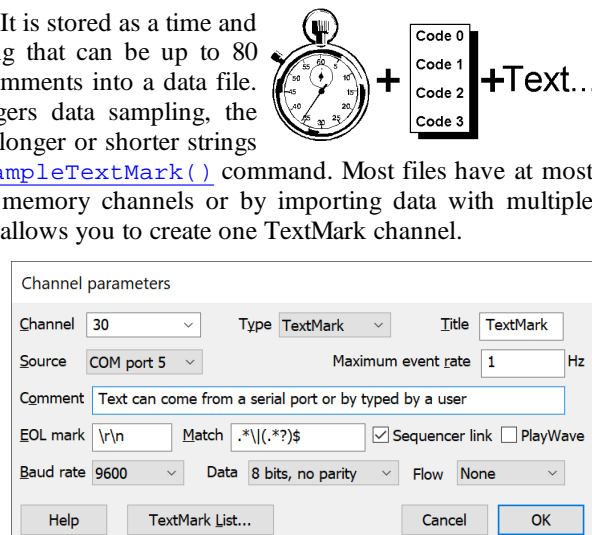 It is stored as a time and
ng that can be up to 80
mments into a data file.
gers data sampling, the
longer or shorter strings
Code 0
Code 1
Code 2
Code 3
+
+Text...
ampleTextMark() command. Most files have at most
memory channels or by importing data with multiple
allows you to create one TextMark channel.
Channel parameters
Channel 30 Type TextMark Title TextMark
Source COM port 5 Maximum event rate 1 Hz
Comment Text can come from a serial port or by typed by a user
EOL mark \r\n Match .*\|(.*?)$ Sequencer link PlayWave
Baud rate 9600 Data 8 bits, no parity Flow None
Help TextMark List... Cancel OK